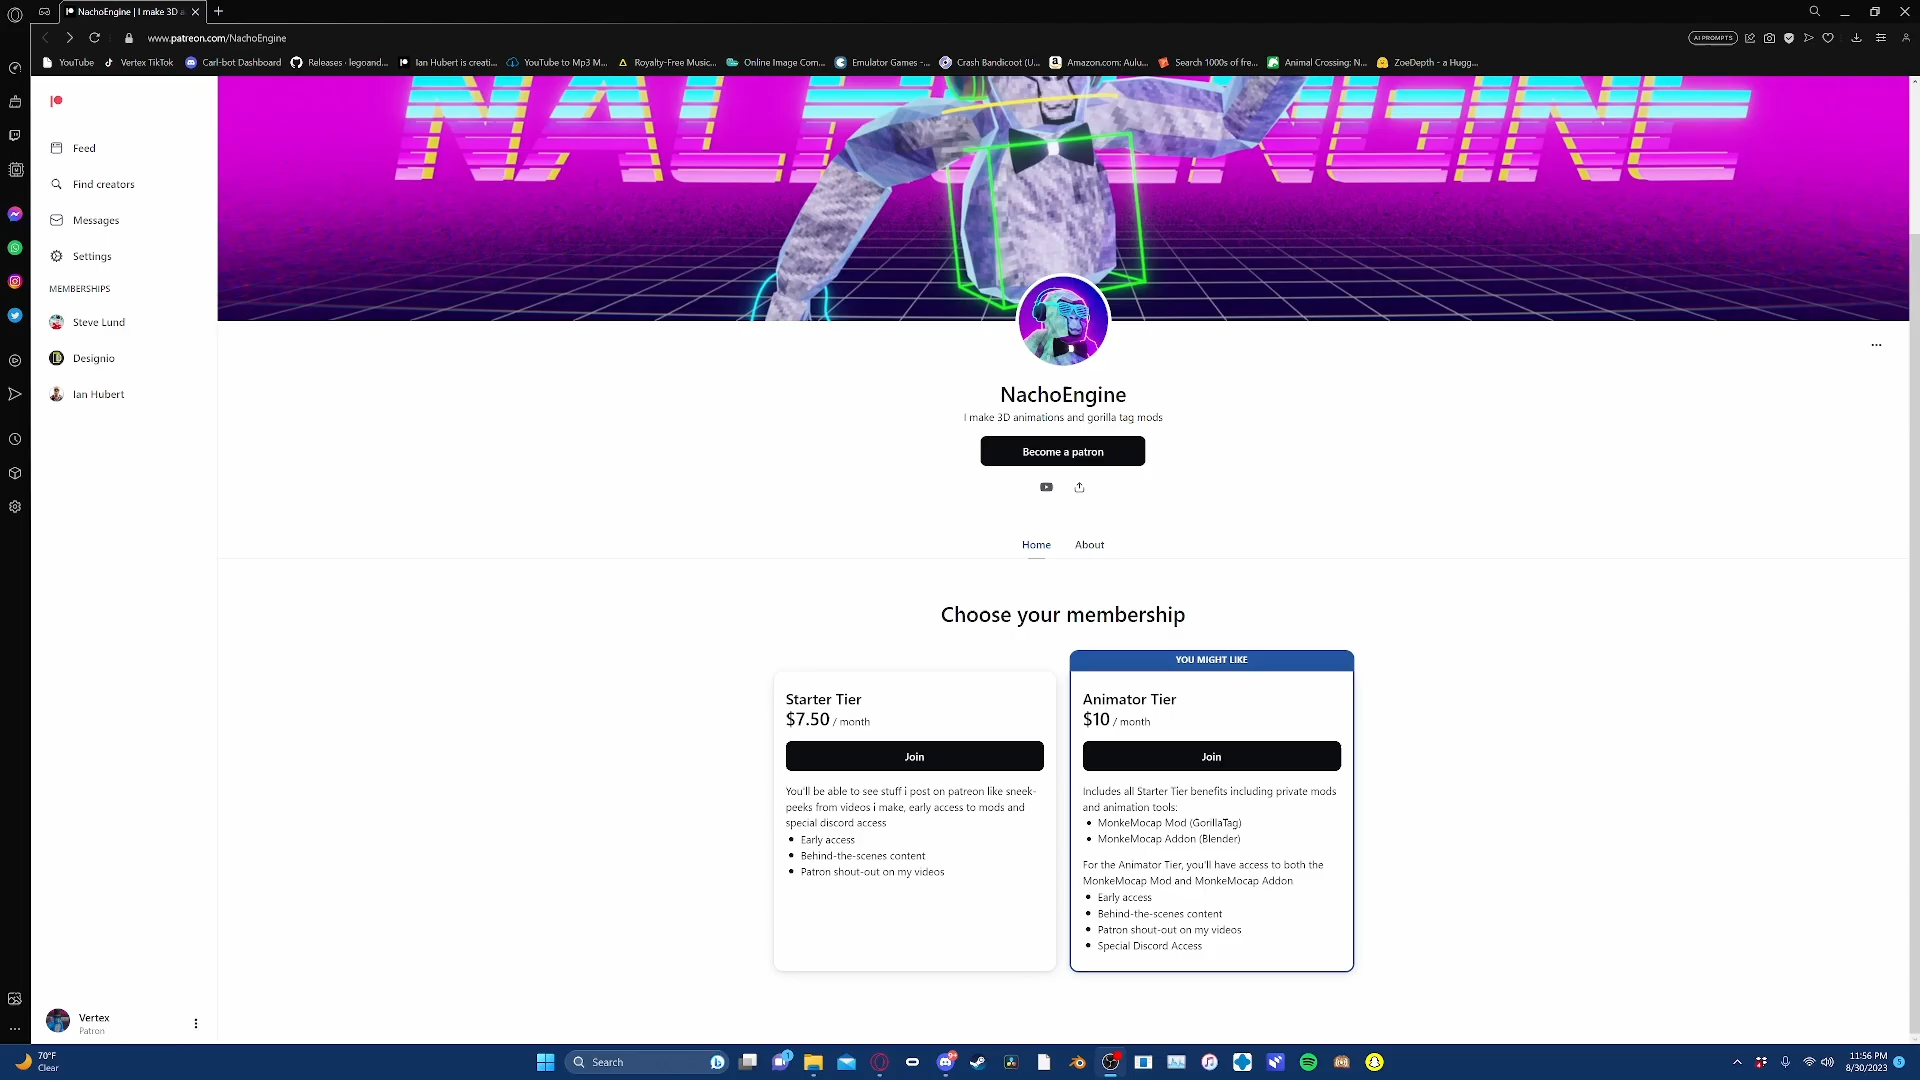 NachoEngine | I make 3D a
www.patreon.com/NachoEngine
AI PROMPTS
YouTube
Vertex TikTok
Carl-bot Dashboard
Releases · legoand...
Ian Hubert is creati...
YouTube to Mp3 M...
Royalty-Free Music...
Online Image Com...
Emulator Games -...
Crash Bandicoot (U...
Amazon.com: Aulu...
Search 1000s of fre...
Animal Crossing: N...
ZoeDepth - a Hugg...
Feed
Find creators
Messages
Settings
MEMBERSHIPS
Steve Lund
Designio
Ian Hubert
NachoEngine
I make 3D animations and gorilla tag mods
Become a patron
Home
About
Choose your membership
Starter Tier
$7.50 / month
Join
You'll be able to see stuff i post on patreon like sneek-
peeks from videos i make, early access to mods and
special discord access
• Early access
• Behind-the-scenes content
• Patron shout-out on my videos
YOU MIGHT LIKE
Animator Tier
$10 / month
Join
Includes all Starter Tier benefits including private mods
and animation tools:
• MonkeMocap Mod (GorillaTag)
• MonkeMocap Addon (Blender)
For the Animator Tier, you'll have access to both the
MonkeMocap Mod and MonkeMocap Addon
• Early access
• Behind-the-scenes content
• Patron shout-out on my videos
• Special Discord Access
Vertex
Patron
70°F
Clear
Search
11:56 PM
8/30/2023